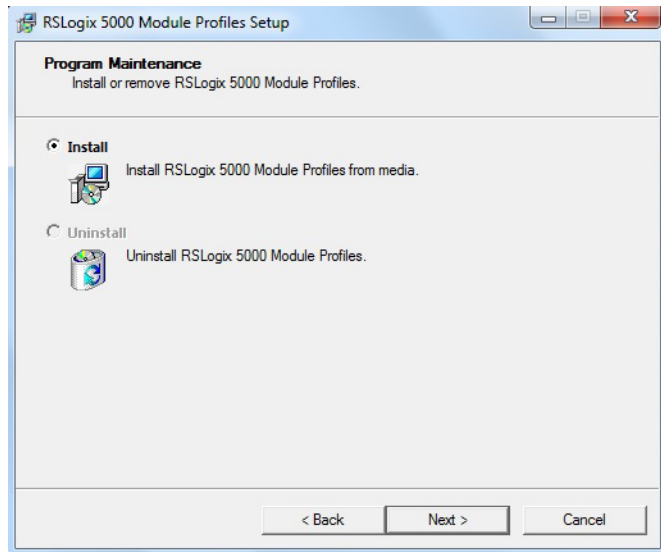 RSLogix 5000 Module Profiles Setup
Program Maintenance
Install or remove RSLogix 5000 Module Profiles.
Install
Install RSLogix 5000 Module Profiles from media.
Uninstall
Uninstall RSLogix 5000 Module Profiles.
< Back Next > Cancel